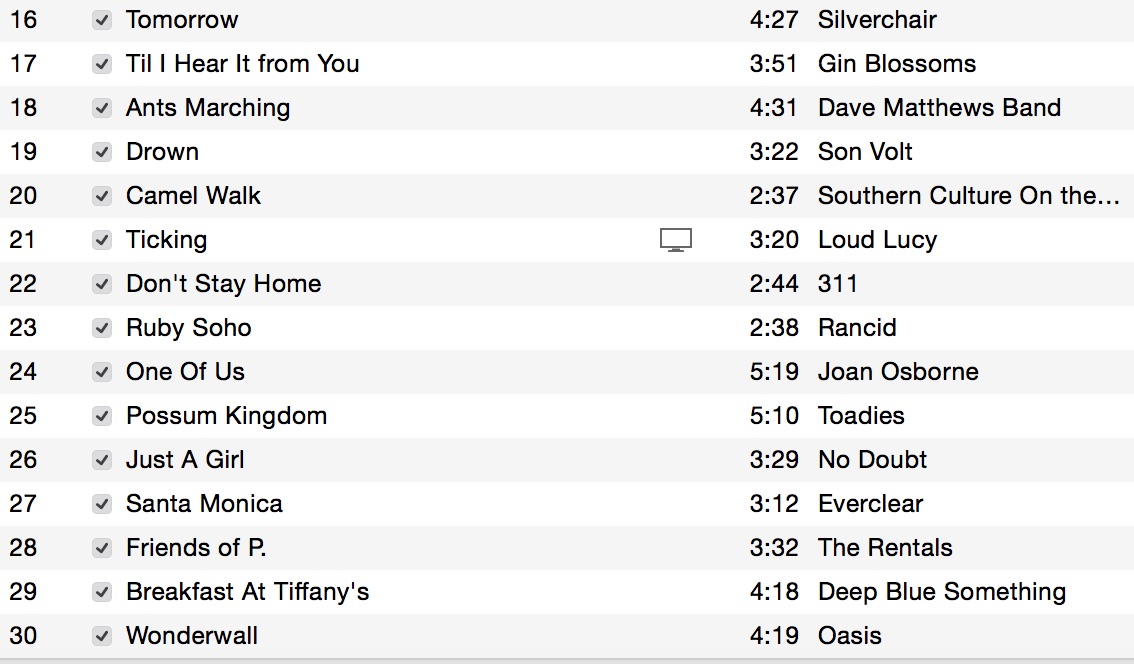 16 Tomorrow 4:27 Silverchair
17 Til I Hear It from You 3:51 Gin Blossoms
18 Ants Marching 4:31 Dave Matthews Band
19 Drown 3:22 Son Volt
20 Camel Walk 2:37 Southern Culture On the...
21 Ticking 3:20 Loud Lucy
22 Don't Stay Home 2:44 311
23 Ruby Soho 2:38 Rancid
24 One Of Us 5:19 Joan Osborne
25 Possum Kingdom 5:10 Toadies
26 Just A Girl 3:29 No Doubt
27 Santa Monica 3:12 Everclear
28 Friends of P. 3:32 The Rentals
29 Breakfast At Tiffany's 4:18 Deep Blue Something
30 Wonderwall 4:19 Oasis